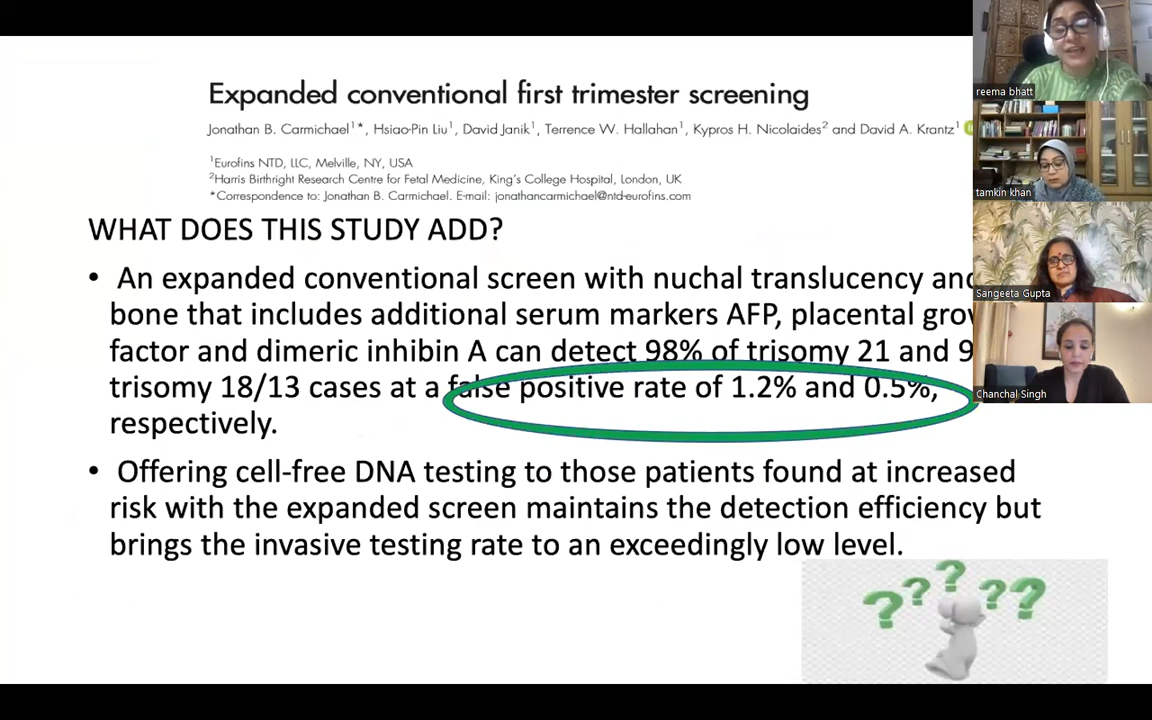 Expanded conventional first trimester screening
Jonathan B. Carmichael1*, Hsiao-Pin Liu1, David Janik1, Terrence W. Hallahan1, Kypros H. Nicolaides2 and David A. Krantz1
1Eurofins NTD, LLC, Melville, NY, USA
2Harris Birthright Research Centre for Fetal Medicine, King's College Hospital, London, UK
*Correspondence to: Jonathan B. Carmichael. E-mail: jonathancarmichael@ntd-eurofins.com
WHAT DOES THIS STUDY ADD?
• An expanded conventional screen with nuchal translucency and
bone that includes additional serum markers AFP, placental
factor and dimeric inhibin A can detect 98% of trisomy 21 and
trisomy 18/13 cases at a false positive rate of 1.2% and 0.5%,
respectively.
• Offering cell-free DNA testing to those patients found at increased
risk with the expanded screen maintains the detection efficiency but
brings the invasive testing rate to an exceedingly low level.
? ? ? ? ?
reema bhatt
tamkin khan
Sangeeta Gupta
Chanchal Singh